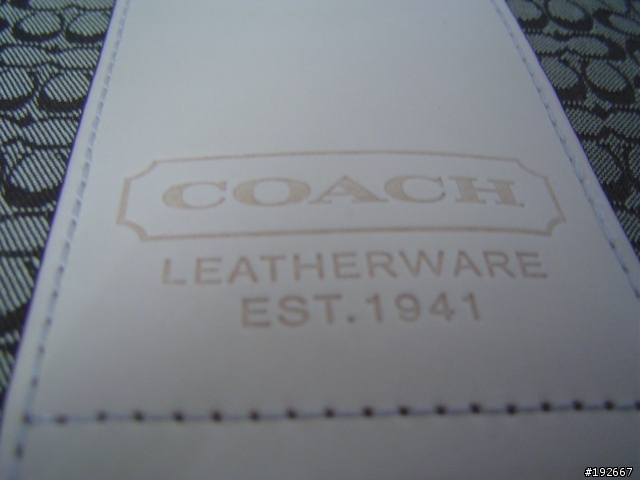 COACH
LEATHERWARE
EST.1941
#192667